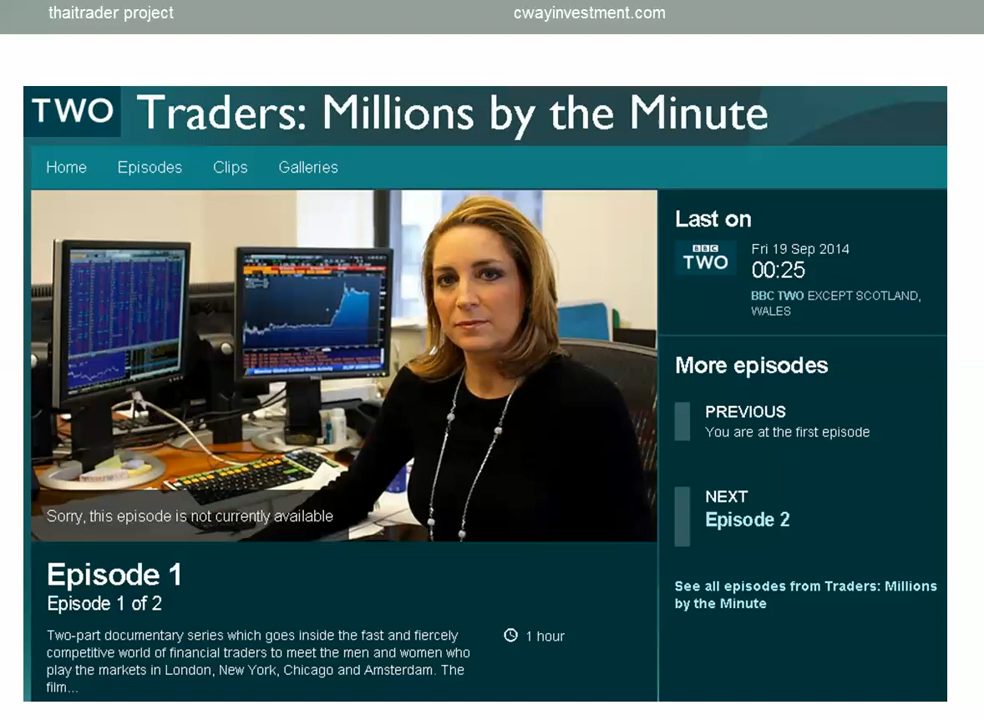 thaitrader project
cwayinvestment.com
TWO
Traders: Millions by the Minute
Home Episodes Clips Galleries
Sorry, this episode is not currently available
Episode 1
Episode 1 of 2
Two-part documentary series which goes inside the fast and fiercely
competitive world of financial traders to meet the men and women who
play the markets in London, New York, Chicago and Amsterdam. The
film...
1 hour
Last on
BBC
TWO
Fri 19 Sep 2014
00:25
BBC TWO EXCEPT SCOTLAND,
WALES
More episodes
PREVIOUS
You are at the first episode
NEXT
Episode 2
See all episodes from Traders: Millions
by the Minute